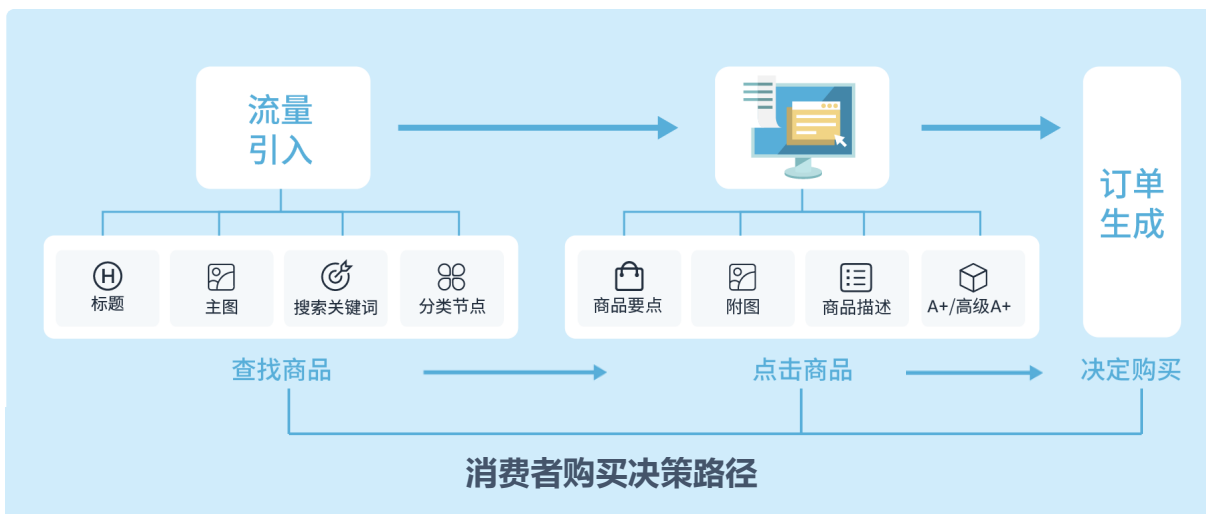 流量
引入
订单
生成
H
标题
主图
搜索关键词
分类节点
商品要点
附图
商品描述
A+/高级A+
查找商品
点击商品
决定购买
消费者购买决策路径